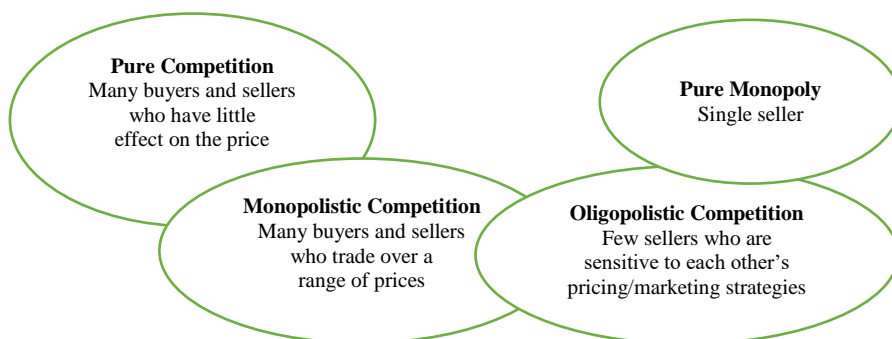 Pure Competition
Many buyers and sellers
who have little
effect on the price
Pure Monopoly
Single seller
Monopolistic Competition
Many buyers and sellers
who trade over a
range of prices
Oligopolistic Competition
Few sellers who are
sensitive to each other’s
pricing/marketing strategies